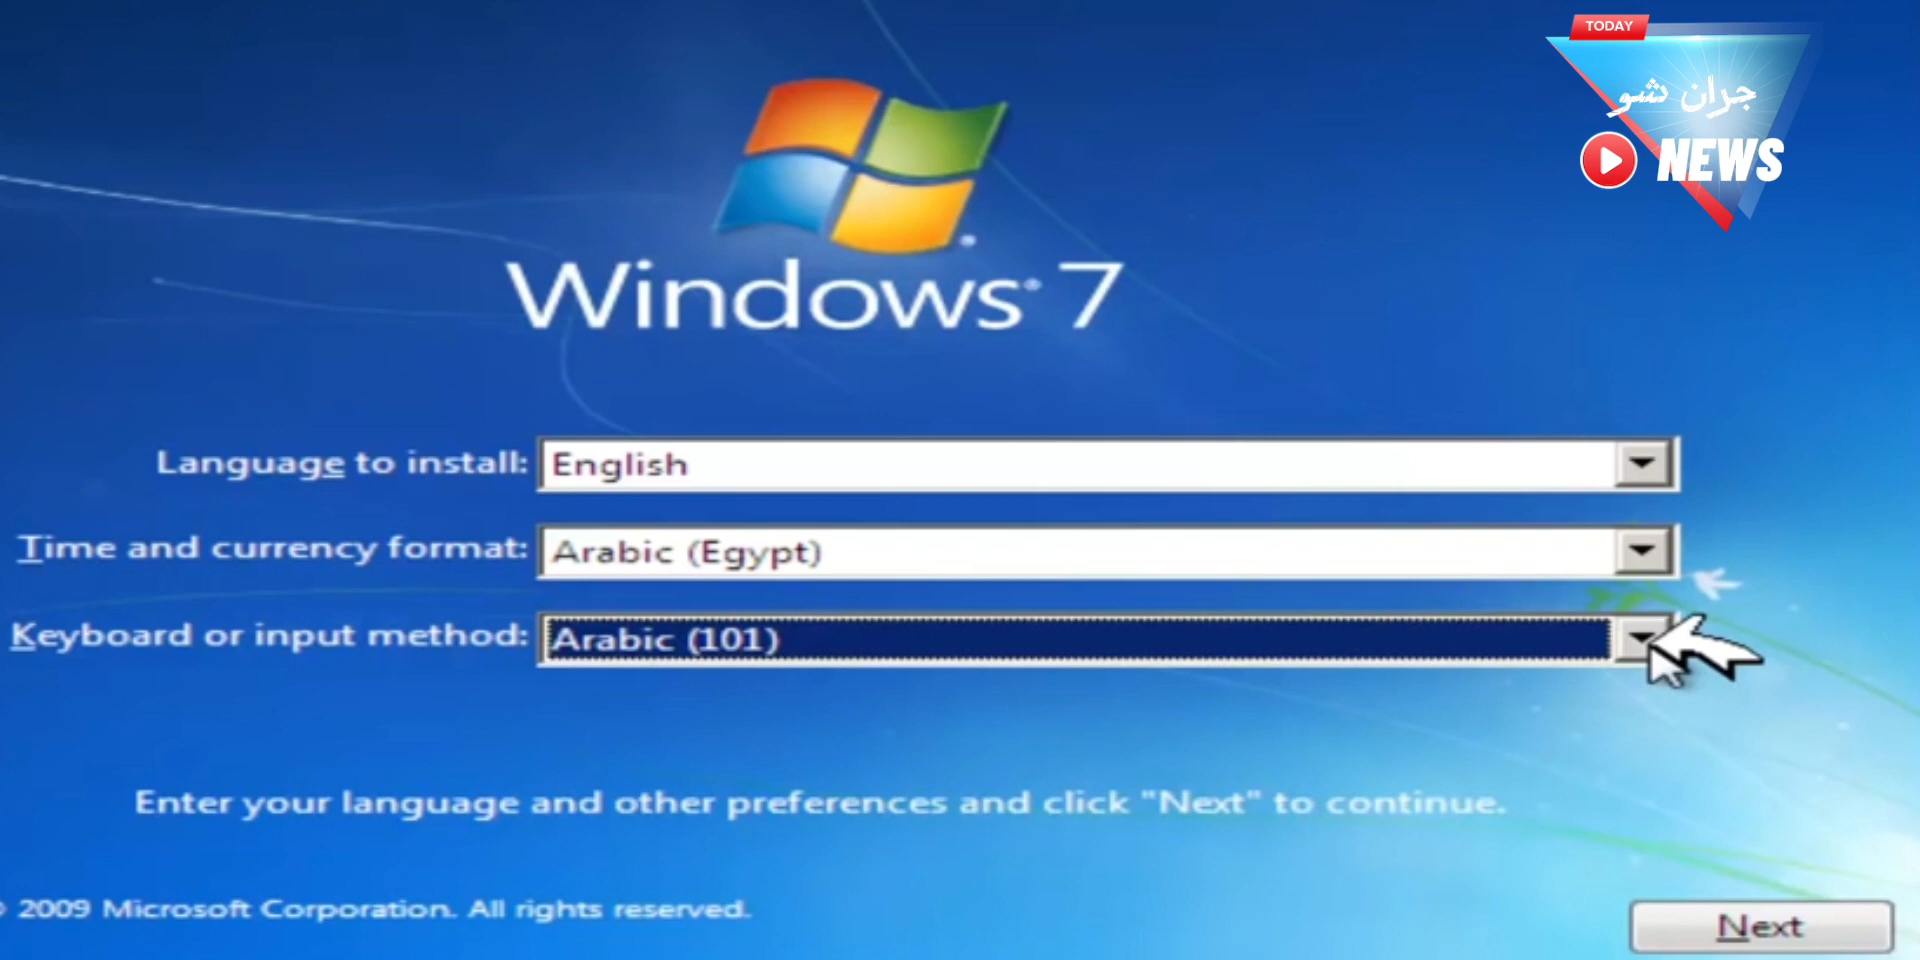 TODAY
جران شو
NEWS
Windows® 7
Language to install: English
Time and currency format: Arabic (Egypt)
Keyboard or input method: Arabic (101)
Enter your language and other preferences and click "Next" to continue.
© 2009 Microsoft Corporation. All rights reserved.
Next